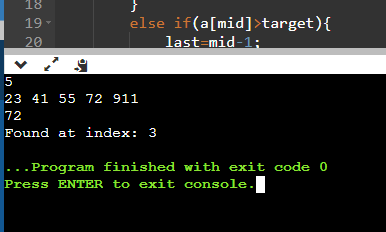 18 }
19 else if(a[mid]>target){
20 last=mid-1;
5
23 41 55 72 911
72
Found at index: 3
...Program finished with exit code 0
Press ENTER to exit console.